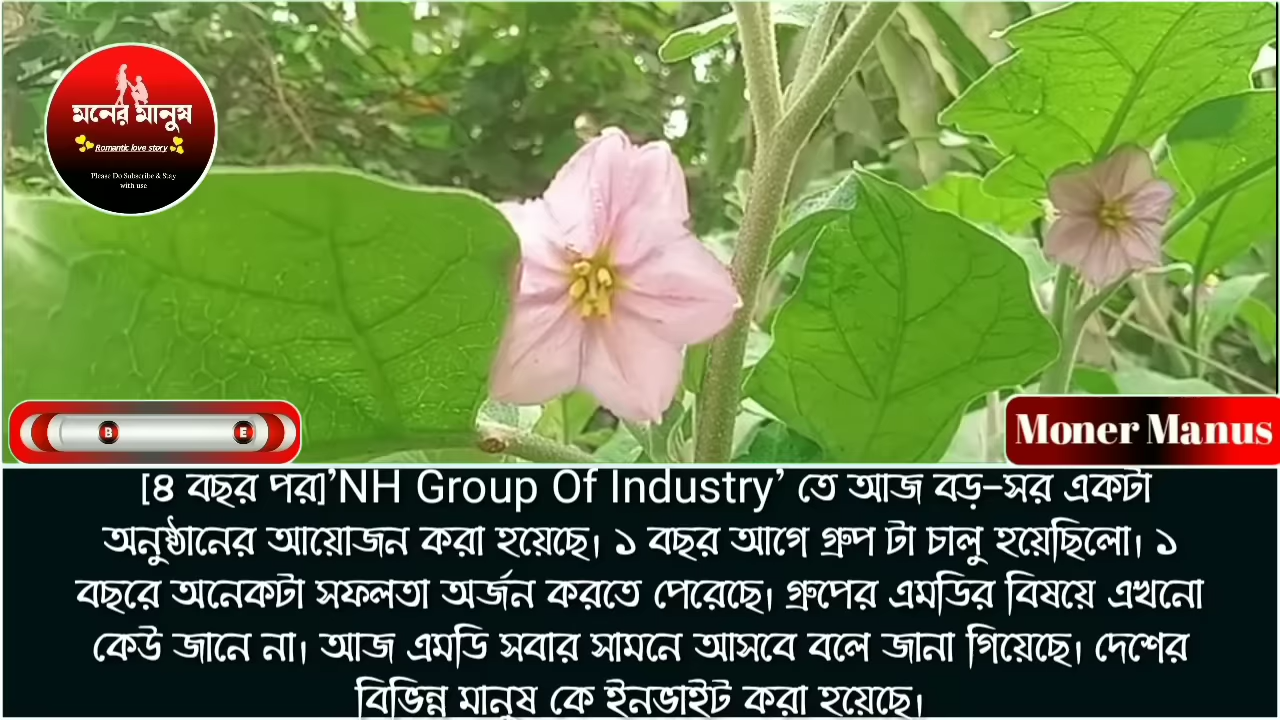 মনের মানুষ
Romantic love story
Please Do Subscribe & Stay
with use
B
E
Moner Manus
[৪ বছর পর]’NH Group Of Industry’ তে আজ বড়-সর একটা
অনুষ্ঠানের আয়োজন করা হয়েছে। ১ বছর আগে গ্রুপ টা চালু হয়েছিলো। ১
বছরে অনেকটা সফলতা অর্জন করতে পেরেছে। গ্রুপের এমডির বিষয়ে এখনো
কেউ জানে না। আজ এমডি সবার সামনে আসবে বলে জানা গিয়েছে। দেশের
বিভিন্ন মানুষ কে ইনভাইট করা হয়েছে।